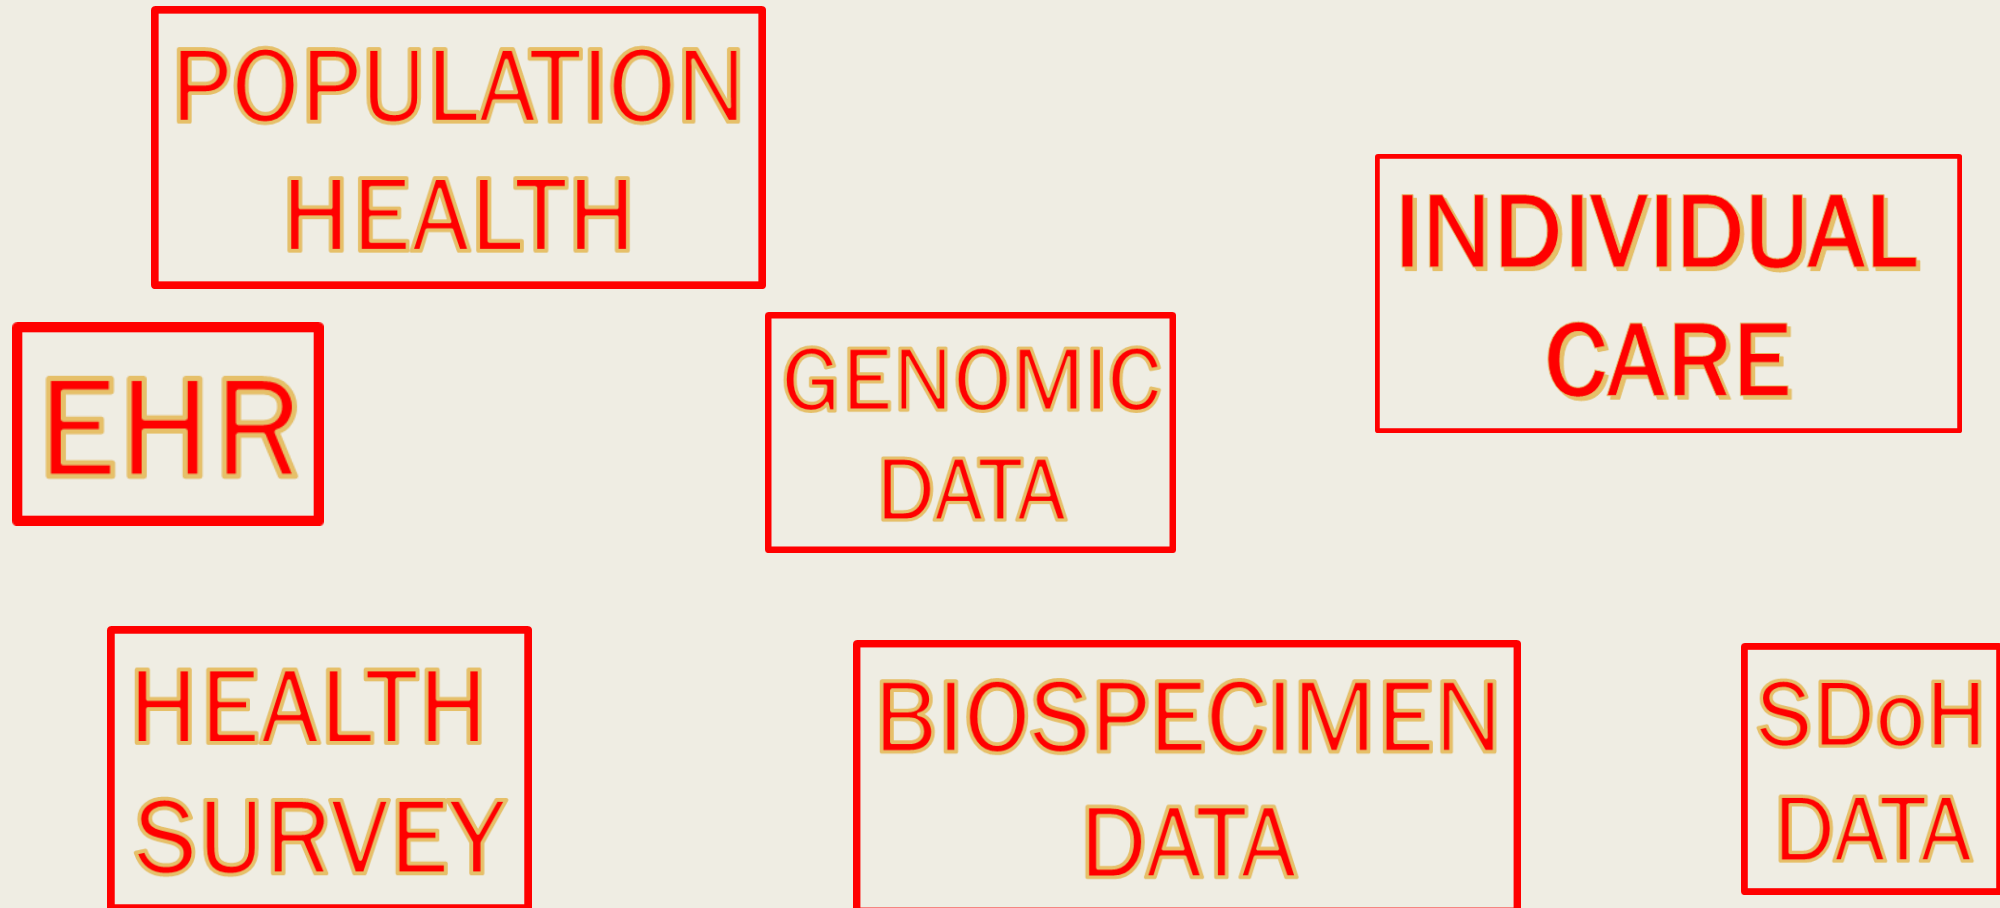 POPULATION
HEALTH
INDIVIDUAL
CARE
EHR
GENOMIC
DATA
HEALTH
SURVEY
BIOSPECIMEN
DATA
SDoH
DATA